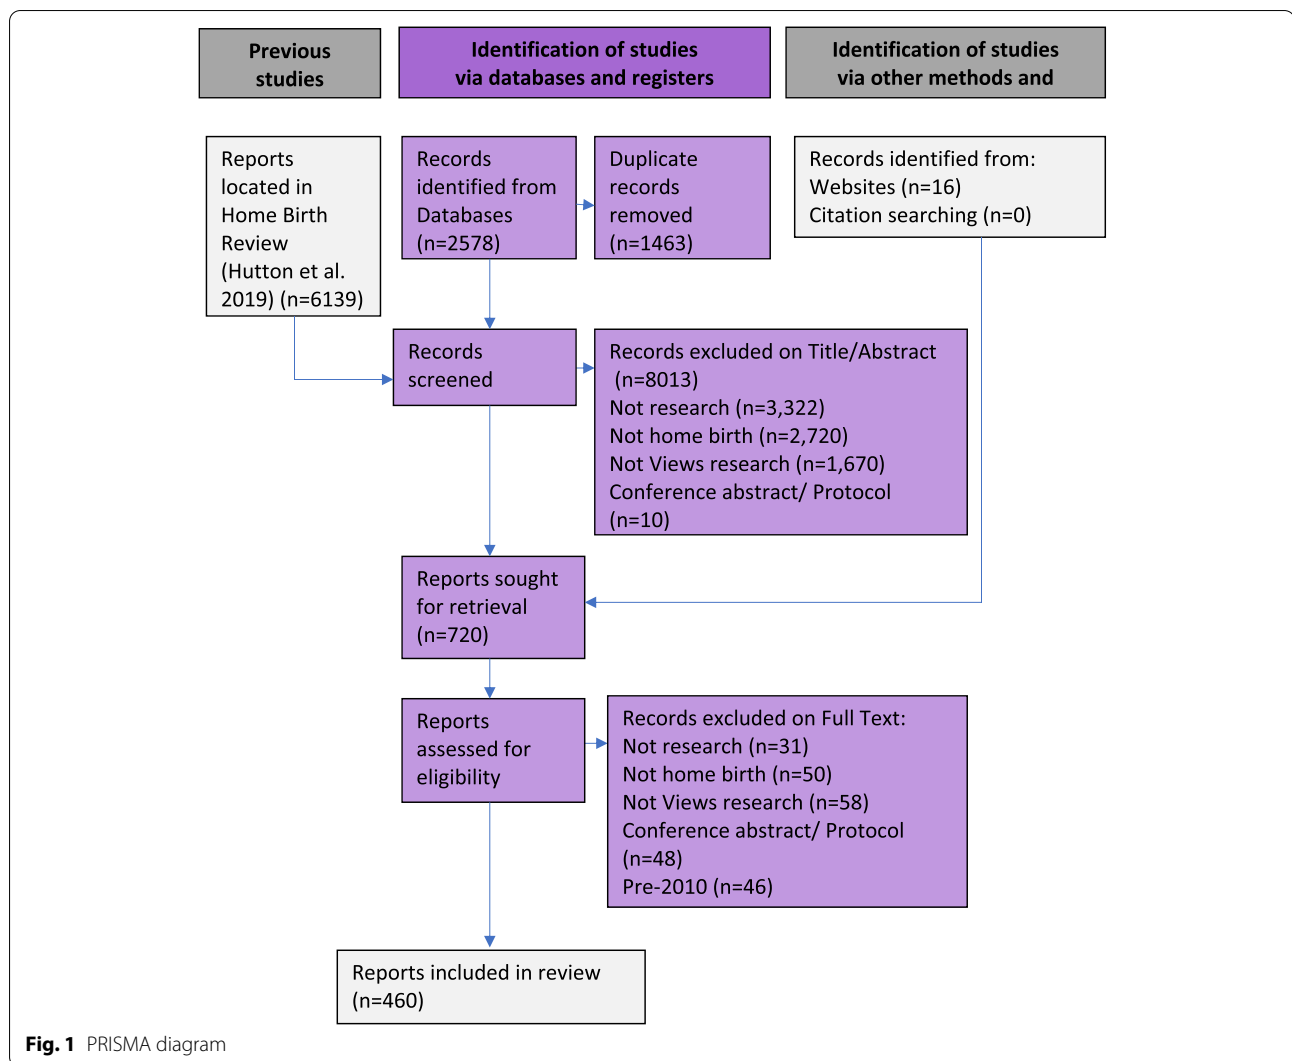 Previous
studies
Identification of studies
via databases and registers
Identification of studies
via other methods and
Reports
located in
Home Birth
Review
(Hutton et al.
2019) (n=6139)
Records
identified from
Databases
(n=2578)
Duplicate
records
removed
(n=1463)
Records identified from:
Websites (n=16)
Citation searching (n=0)
Records
screened
Records excluded on Title/Abstract
(n=8013)
Not research (n=3,322)
Not home birth (n=2,720)
Not Views research (n=1,670)
Conference abstract/ Protocol
(n=10)
Reports sought
for retrieval
(n=720)
Reports
assessed for
eligibility
Records excluded on Full Text:
Not research (n=31)
Not home birth (n=50)
Not Views research (n=58)
Conference abstract/ Protocol
(n=48)
Pre-2010 (n=46)
Reports included in review
(n=460)
Fig. 1 PRISMA diagram